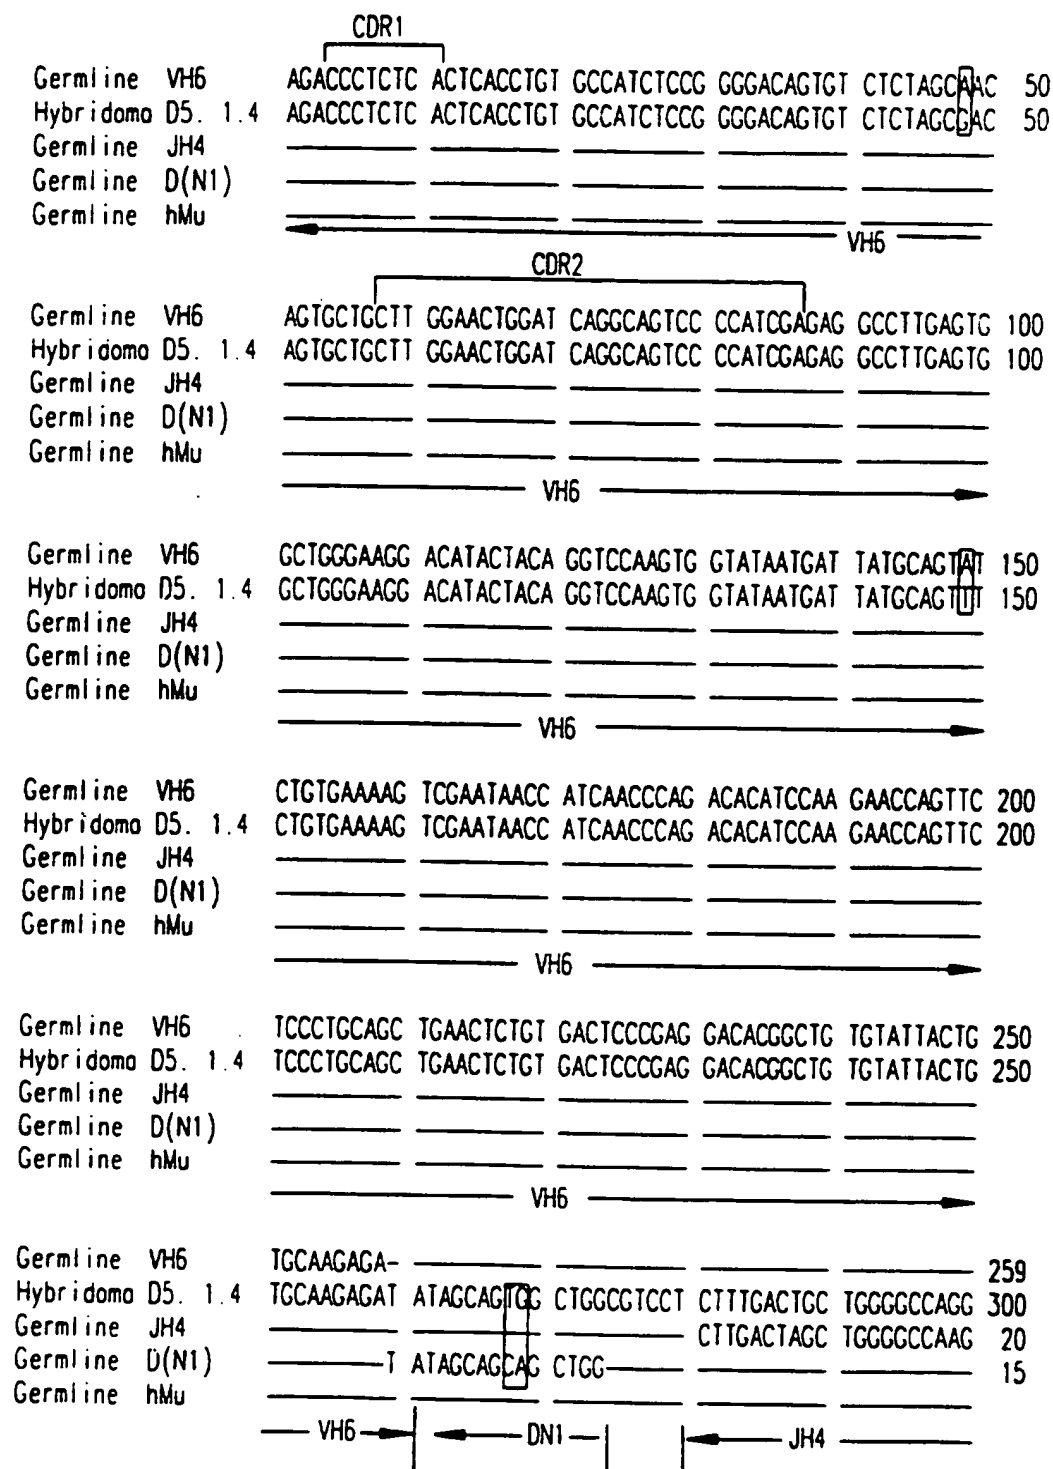 CDR1
Germline VH6 AGACCCTCTC ACTCACCTGT GCCATCTCCG GGGACAGTGT CTCTAGCAAC 50
Hybridoma D5. 1.4 AGACCCTCTC ACTCACCTGT GCCATCTCCG GGGACAGTGT CTCTAGCGAC 50
Germline JH4
Germline D(N1)
Germline hMu
VH6
CDR2
Germline VH6 AGTGCTGCTT GGAACTGGAT CAGGCAGTCC CCATCGAGAG GCCTTGAGTG 100
Hybridoma D5. 1.4 AGTGCTGCTT GGAACTGGAT CAGGCAGTCC CCATCGAGAG GCCTTGAGTG 100
Germline JH4
Germline D(N1)
Germline hMu
VH6
Germline VH6 GCTGGGAAGG ACATACTACA GGTCCAAGTG GTATAATGAT TATGCAGTAT 150
Hybridoma D5. 1.4 GCTGGGAAGG ACATACTACA GGTCCAAGTG GTATAATGAT TATGCAGTTT 150
Germline JH4
Germline D(N1)
Germline hMu
VH6
Germline VH6 CTGTGAAAAG TCGAATAACC ATCAACCCAG ACACATCCAA GAACCAGTTC 200
Hybridoma D5. 1.4 CTGTGAAAAG TCGAATAACC ATCAACCCAG ACACATCCAA GAACCAGTTC 200
Germline JH4
Germline D(N1)
Germline hMu
VH6
Germline VH6 TCCCTGCAGC TGAACTCTGT GACTCCCGAG GACACGGCTG TGTATTACTG 250
Hybridoma D5. 1.4 TCCCTGCAGC TGAACTCTGT GACTCCCGAG GACACGGCTG TGTATTACTG 250
Germline JH4
Germline D(N1)
Germline hMu
VH6
Germline VH6 TGCAAGAGA- 259
Hybridoma D5. 1.4 TGCAAGAGAT ATAGCAGTGG CTGGCGTCCT CTTTGACTGC TGGGGCCAGG 300
Germline JH4 CTTGACTAGC TGGGGCCAAG 20
Germline D(N1) T ATAGCAGCAG CTGG 15
Germline hMu
VH6 DN1 JH4